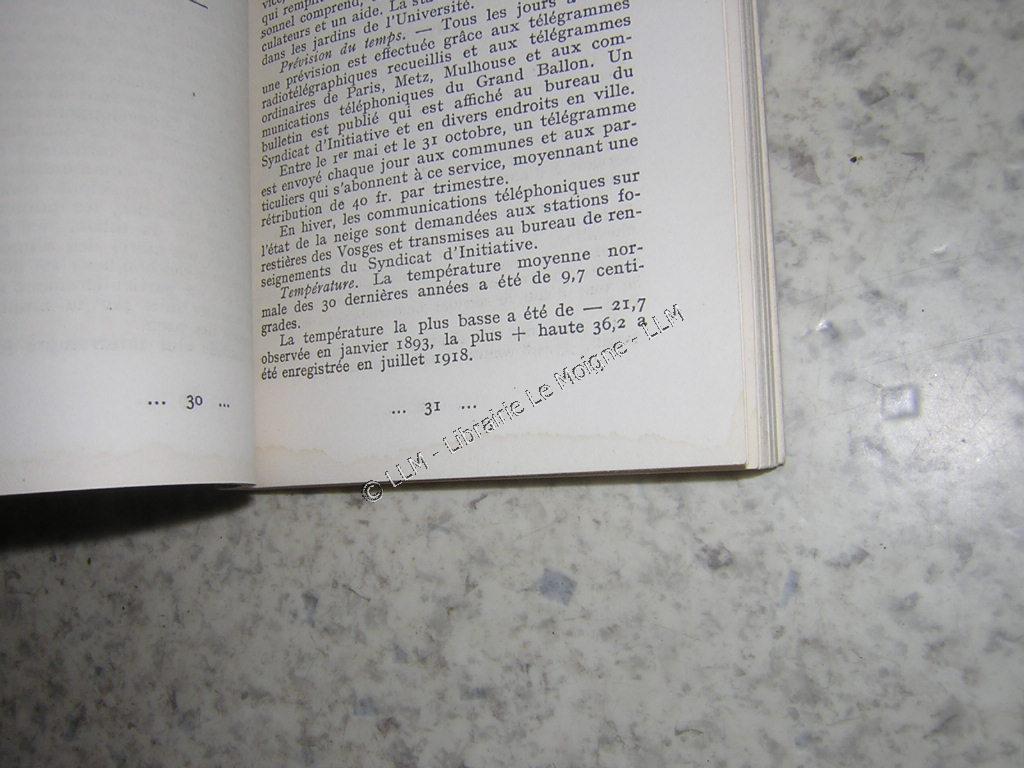 qui rempli
sonnel comprend,
culateurs et un aide. La sta
dans les jardins de l'Université.
Prévision du temps. — Tous les jours à
une prévision est effectuée grâce aux télégrammes
radiotélégraphiques recueillis et aux télégrammes
ordinaires de Paris, Metz, Mulhouse et aux com-
munications téléphoniques du Grand Ballon. Un
bulletin est publié qui est affiché au bureau du
Syndicat d'Initiative et en divers endroits en ville.
Entre le 1er mai et le 31 octobre, un télégramme
est envoyé chaque jour aux communes et aux par-
ticuliers qui s'abonnent à ce service, moyennant une
rétribution de 40 fr. par trimestre.
En hiver, les communications téléphoniques sur
l'état de la neige sont demandées aux stations fo-
restières des Vosges et transmises au bureau de ren-
seignements du Syndicat d'Initiative.
Température. La température moyenne nor-
male des 30 dernières années a été de 9,7 centi-
grades.
La température la plus basse a été de — 21,7
observée en janvier 1893, la plus + haute 36,2 a
été enregistrée en juillet 1918.
... 30 ...
... 31 ...
© LLM - Librairie Le Moigne - LLM